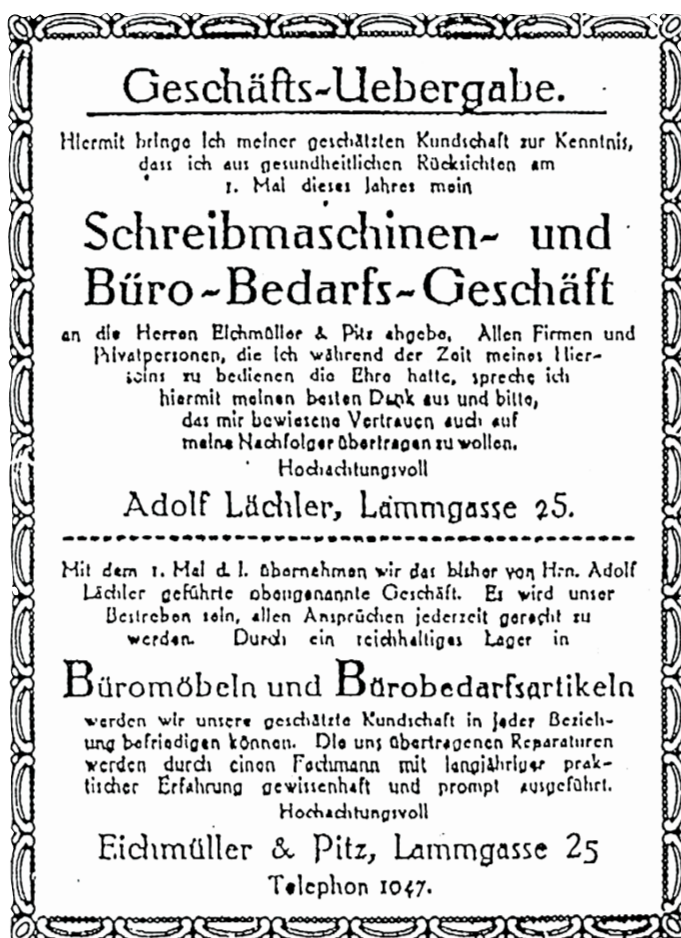 Geschäfts-Uebergabe.
Hiermit bringe ich meiner geschätzten Kundschaft zur Kenntnis,
dass ich aus gesundheitlichen Rücksichten am
1. Mai dieses Jahres mein
Schreibmaschinen- und
Büro-Bedarfs-Geschäft
an die Herren Eichmüller & Pitz abgebe. Allen Firmen und
Privatpersonen, die ich während der Zeit meines Hier-
seins zu bedienen die Ehre hatte, spreche ich
hiermit meinen besten Dank aus und bitte,
das mir bewiesene Vertrauen auch auf
meine Nachfolger übertragen zu wollen.
Hochachtungsvoll
Adolf Lächler, Lammgasse 25.
Mit dem 1. Mai d. J. übernehmen wir das bisher von Hrn. Adolf
Lächler geführte obengenannte Geschäft. Es wird unser
Bestreben sein, allen Ansprüchen jederzeit gerecht zu
werden. Durch ein reichhaltiges Lager in
Büromöbeln und Bürobedarfsartikeln
werden wir unsere geschätzte Kundschaft in jeder Bezieh-
ung befriedigen können. Die uns übertragenen Reparaturen
werden durch einen Fachmann mit langjähriger prak-
tischer Erfahrung gewissenhaft und prompt ausgeführt.
Hochachtungsvoll
Eichmüller & Pitz, Lammgasse 25
Telephon 1047.